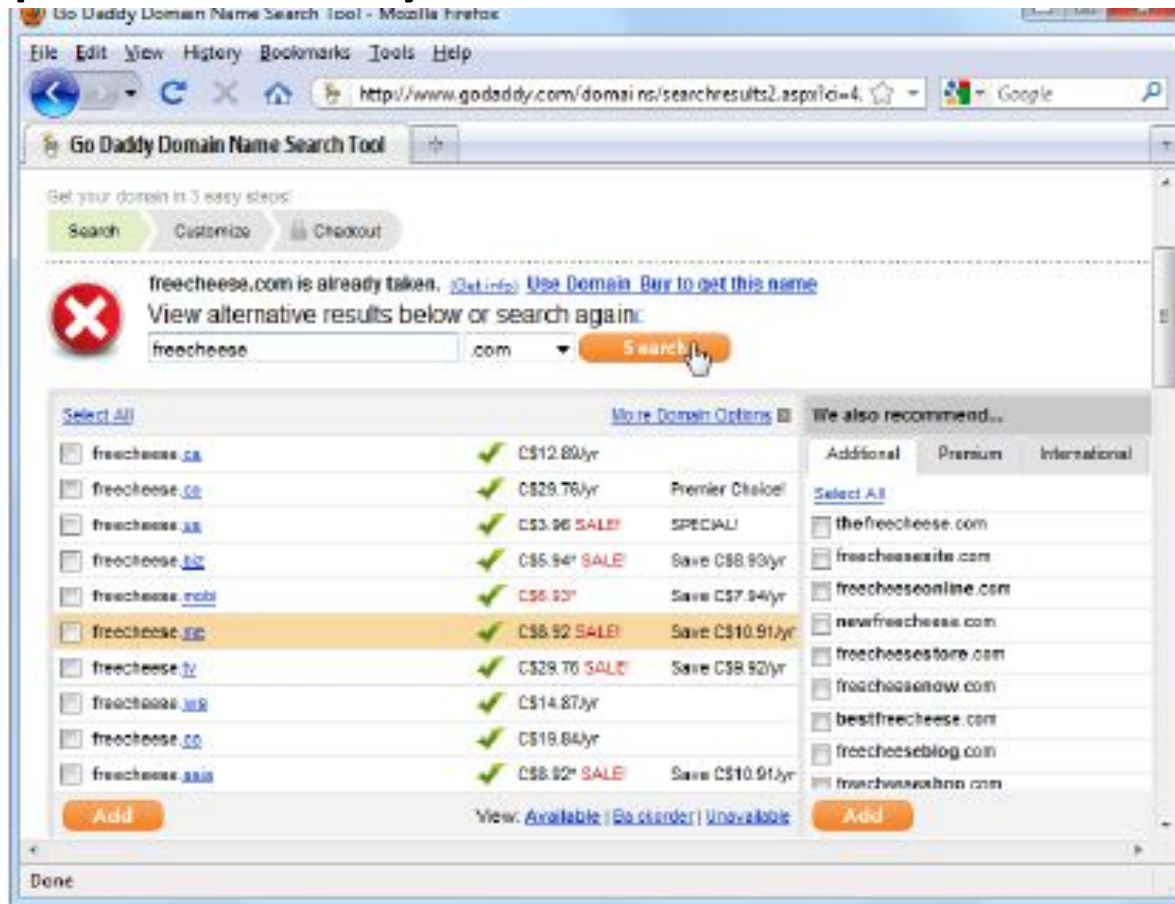 Go Daddy Domain Name Search Tool - Mozilla Firefox
File Edit View History Bookmarks Tools Help
http://www.godaddy.com/domains/searchresults2.aspx?ci=4. Google
Go Daddy Domain Name Search Tool
Get your domain in 3 easy steps!
Search Customize Checkout
freecheese.com is already taken. (Get info) Use Domain Buy to get this name
View alternative results below or search again:
freecheese .com Search
Select All More Domain Options
freecheese.ca C$12.89/yr
C$29.76/yr Premier Choice!
freecheese.us C$3.96 SALE! SPECIAL!
freecheese.biz C$5.94* SALE! Save C$8.93/yr
freecheese.mobi C$6.93* Save C$7.94/yr
freecheese.me C$8.92 SALE! Save C$10.91/yr
freecheese.tv C$29.76 SALE! Save C$9.92/yr
freecheese.ws C$14.87/yr
freecheese.cc C$19.84/yr
freecheese.asia C$8.92* SALE! Save C$10.91/yr
Add View: Available | Backorder | Unavailable
We also recommend...
Additional Premium International
Select All
thefreecheese.com
freecheesesite.com
freecheeseonline.com
newfreecheese.com
freecheesestore.com
freecheesenow.com
bestfreecheese.com
freecheeseblog.com
freecheeseshop.com
Add
Done